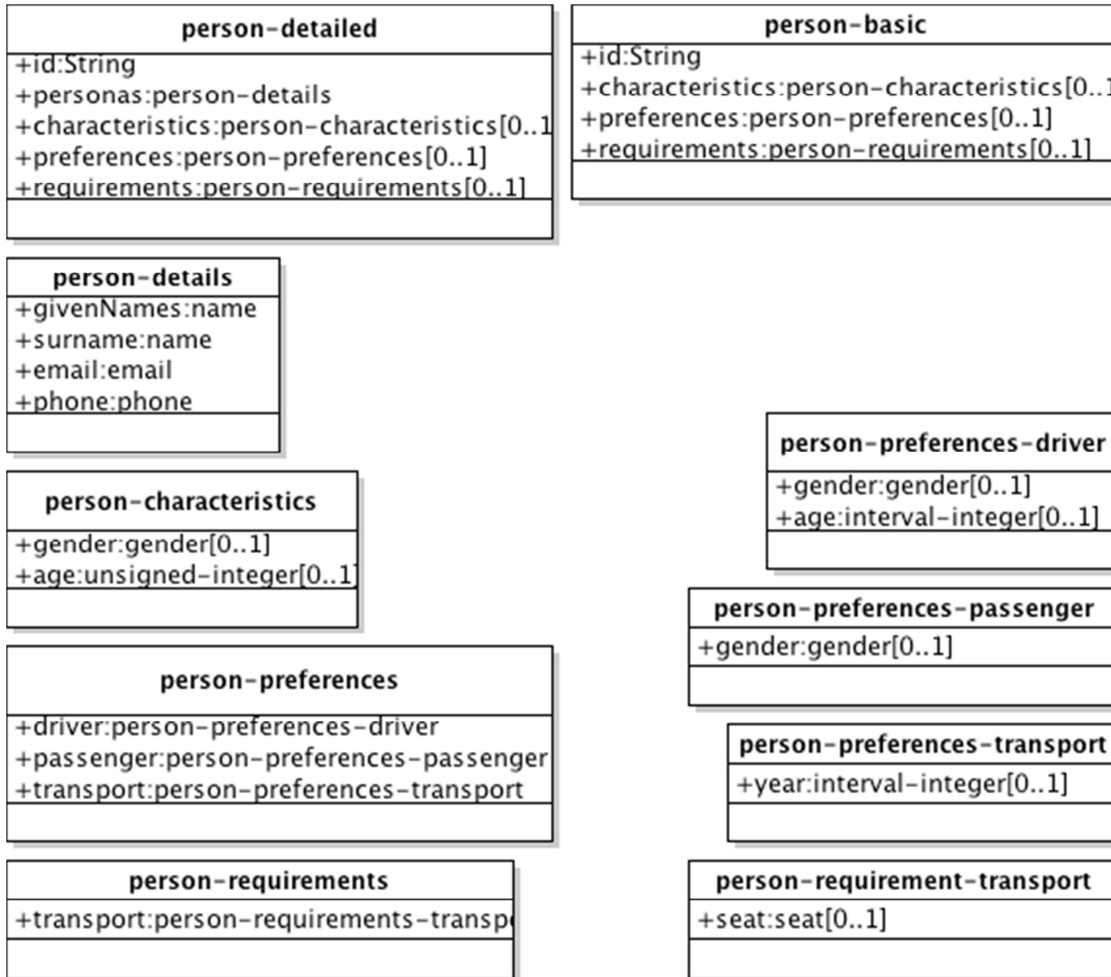 person-detailed
+id:String
+personas:person-details
+characteristics:person-characteristics[0..1
+preferences:person-preferences[0..1]
+requirements:person-requirements[0..1]
person-basic
+id:String
+characteristics:person-characteristics[0..1
+preferences:person-preferences[0..1]
+requirements:person-requirements[0..1]
person-details
+givenNames:name
+surname:name
+email:email
+phone:phone
person-characteristics
+gender:gender[0..1]
+age:unsigned-integer[0..1]
person-preferences-driver
+gender:gender[0..1]
+age:interval-integer[0..1]
person-preferences-passenger
+gender:gender[0..1]
person-preferences
+driver:person-preferences-driver
+passenger:person-preferences-passenger
+transport:person-preferences-transport
person-preferences-transport
+year:interval-integer[0..1]
person-requirements
+transport:person-requirements-transp
person-requirement-transport
+seat:seat[0..1]